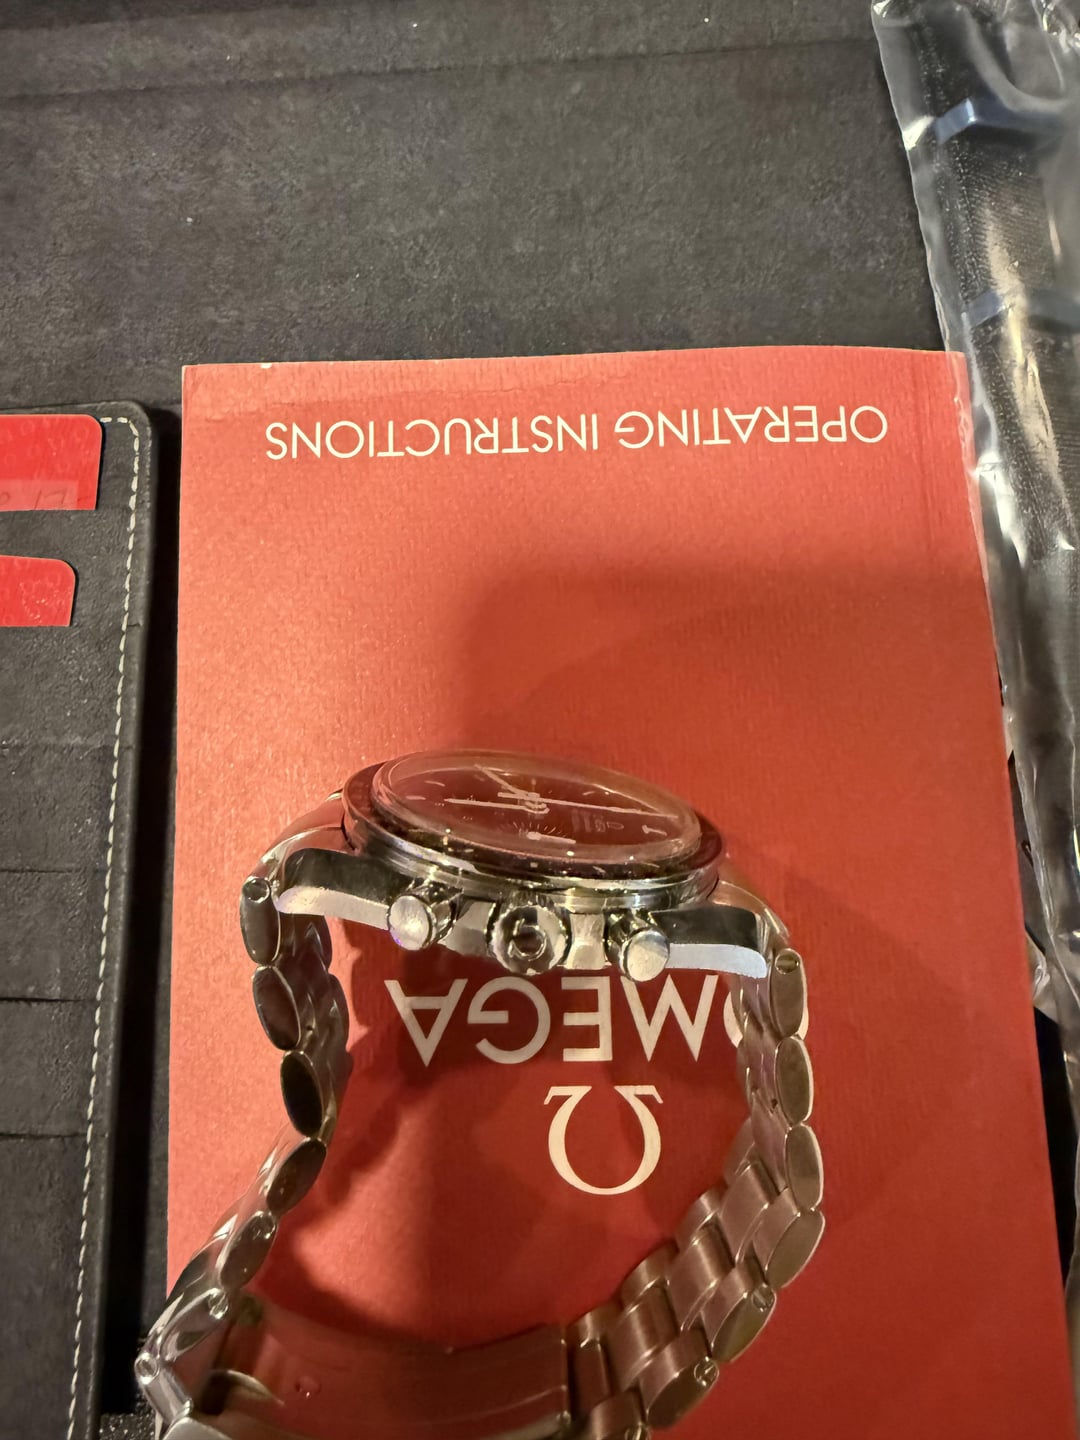 OPERATING INSTRUCTIONS
OMEGA
Ω